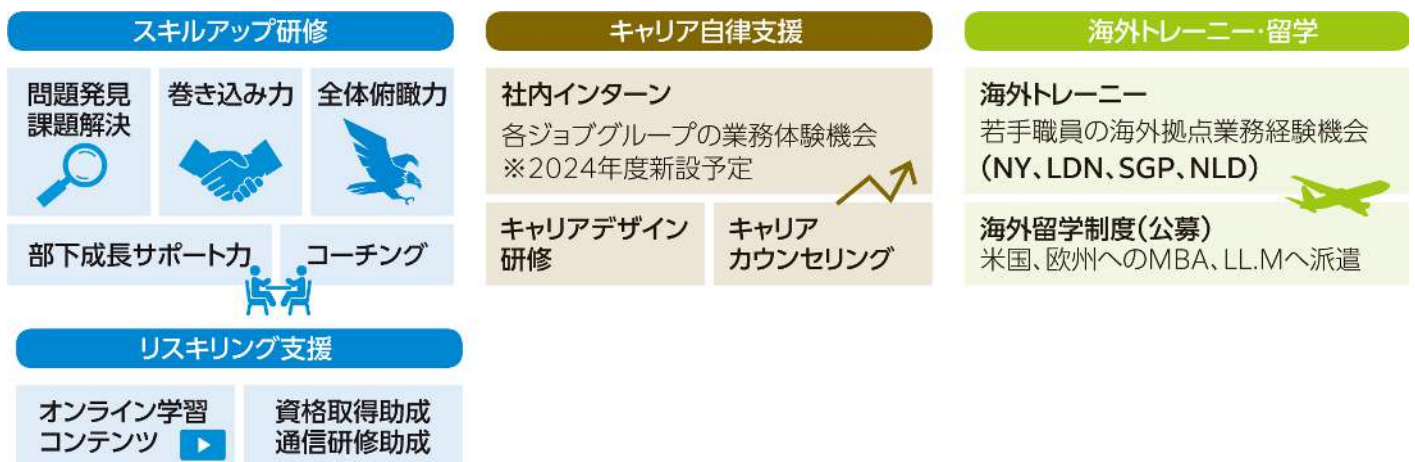 スキルアップ研修
問題発見
課題解決
巻き込み力
全体俯瞰力
部下成長サポート力
コーチング
リスキリング支援
オンライン学習
コンテンツ
資格取得助成
通信研修助成
キャリア自律支援
社内インターン
各ジョブグループの業務体験機会
※2024年度新設予定
キャリアデザイン
研修
キャリア
カウンセリング
海外トレーニー・留学
海外トレーニー
若手職員の海外拠点業務経験機会
(NY、LDN、SGP、NLD)
海外留学制度(公募)
米国、欧州へのMBA、LL.Mへ派遣